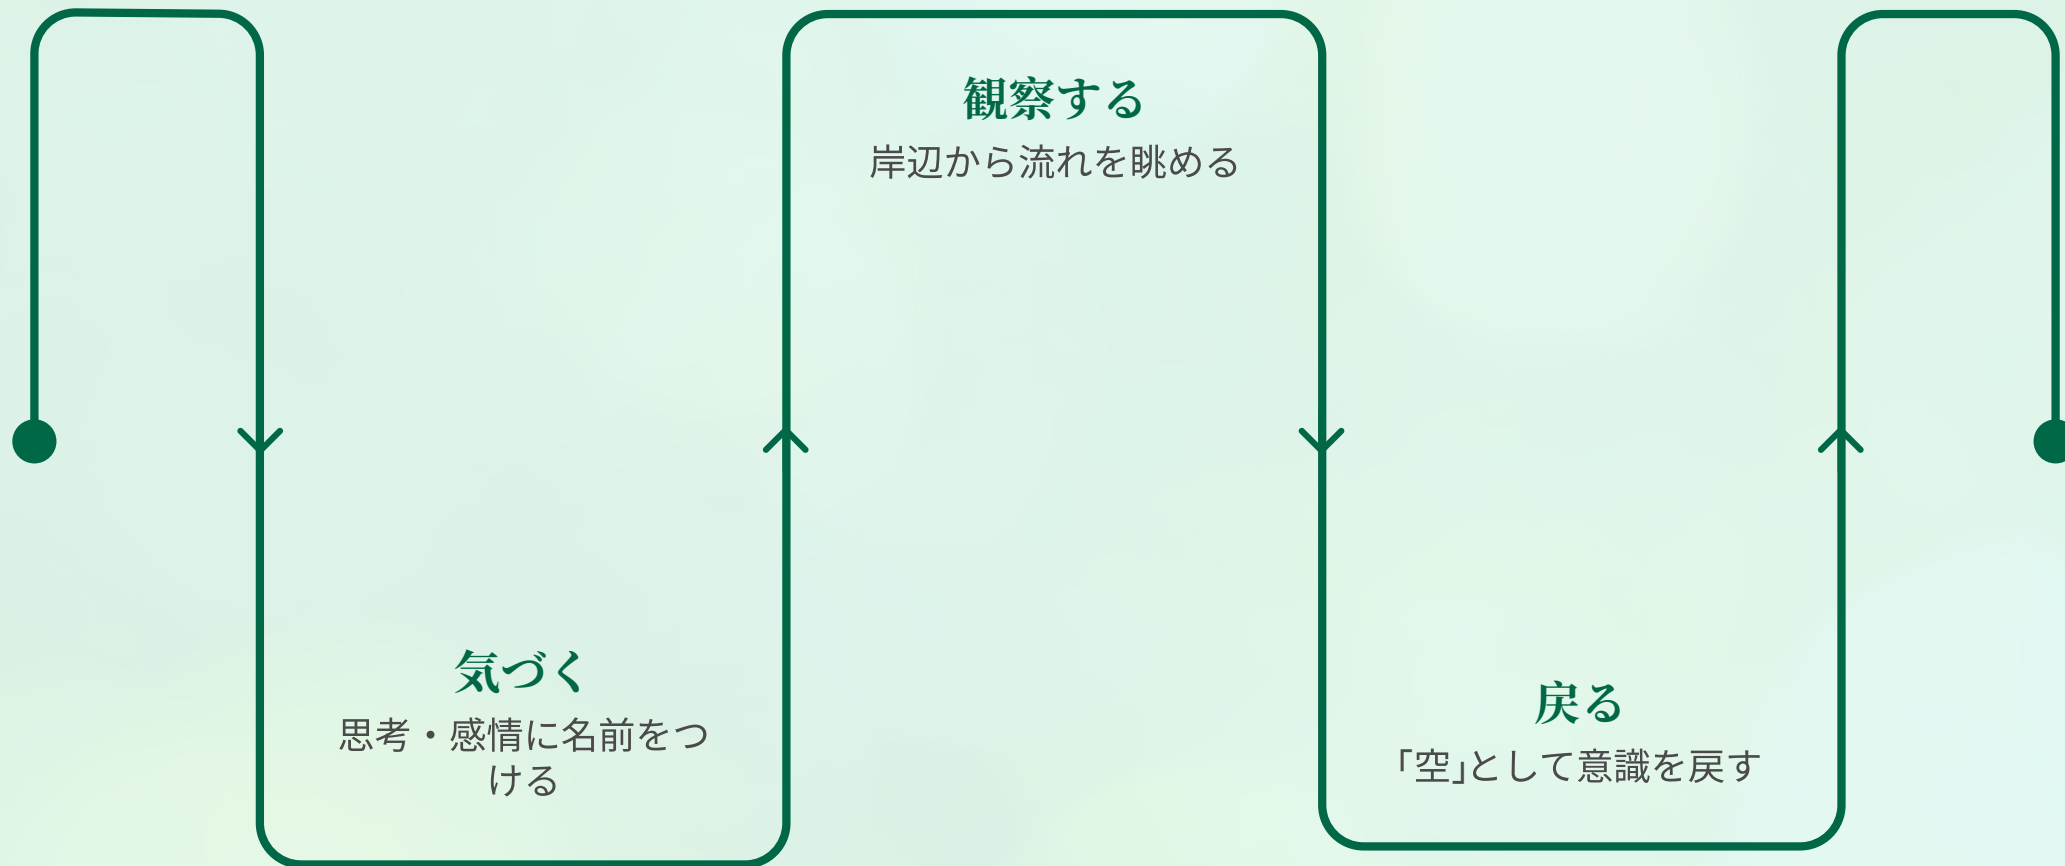 気づく
思考・感情に名前をつ
ける
観察する
岸辺から流れを眺める
戻る
「空」として意識を戻す